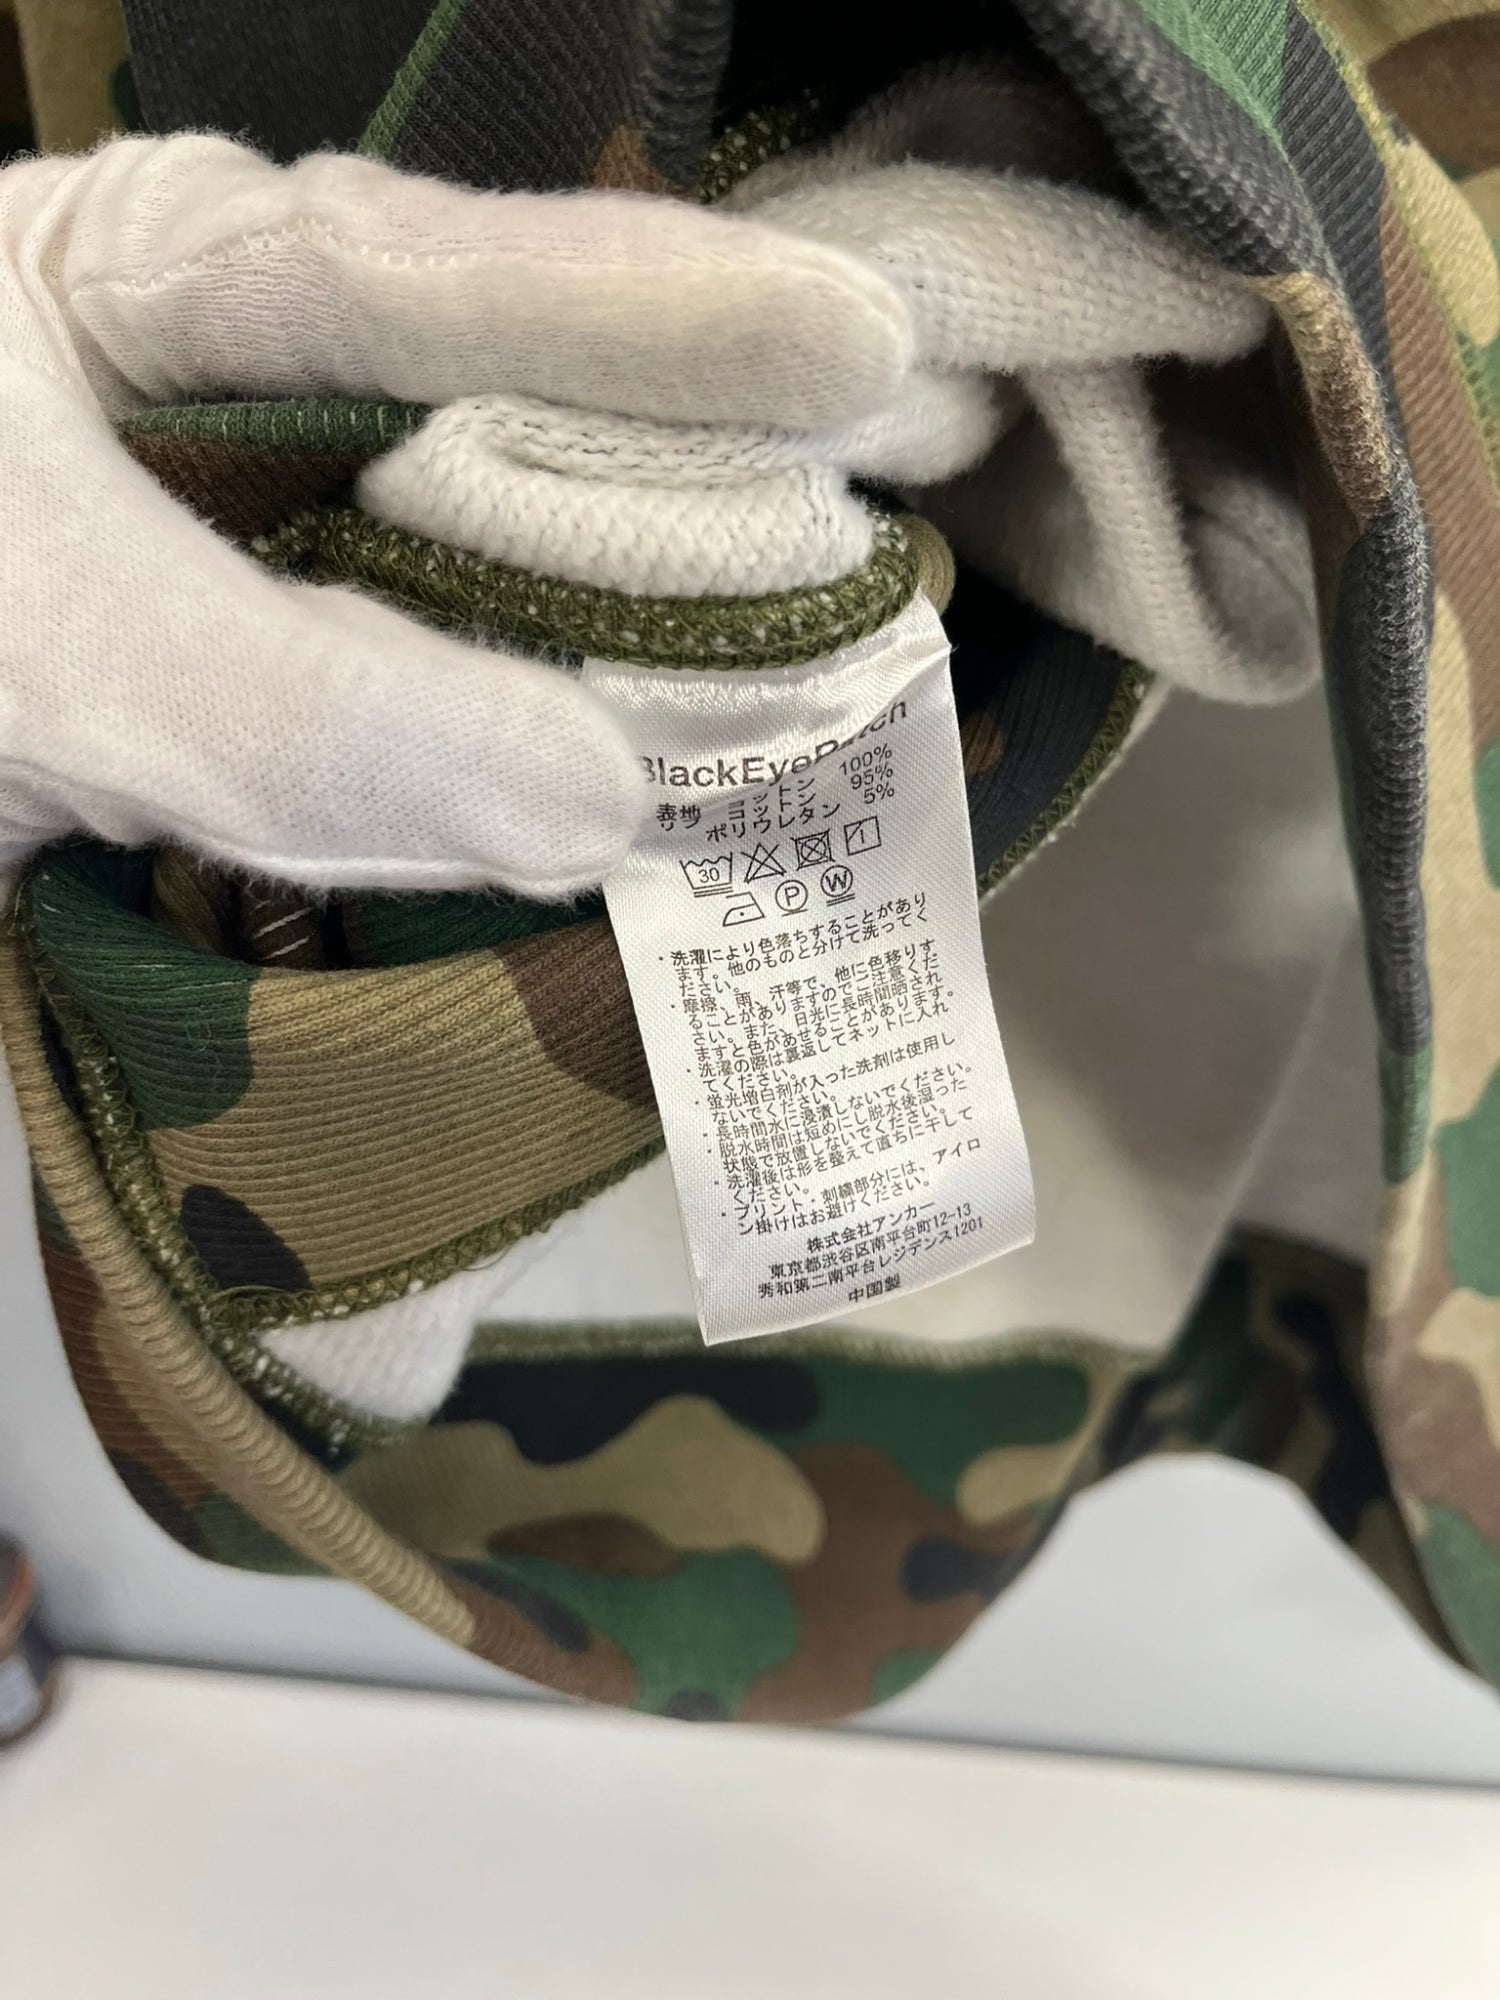 BlackEyePatch
表地 コットン 100%
リブ コットン 95%
ポリウレタン 5%
30
P W
・洗濯により色落ちすることがあり
ます。他のものと分けて洗ってく
ださい。
・摩擦、雨、汗等で、他に色移りす
ることがありますのでご注意くだ
さい。また、日光に長時間晒され
ますと色があせることがあります。
・洗濯の際は裏返してネットに入れ
てください。
・蛍光増白剤が入った洗剤は使用し
ないでください。
・長時間水に浸漬しないでください。
・脱水時間は短めにし脱水後湿った
状態で放置しないでください。
・洗濯後は形を整えて直ちに干して
ください。
・プリント・刺繍部分には、アイロ
ン掛けはお避けください。
株式会社アンカー
東京都渋谷区南平台町12-13
秀和第二南平台レジデンス1201
中国製